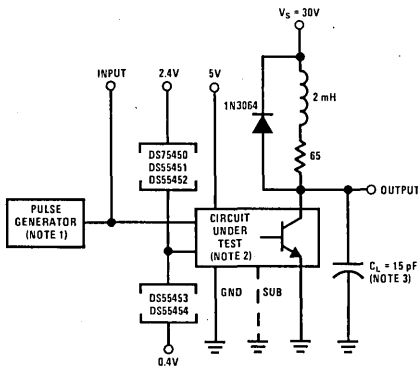 V_S = 30V
INPUT
2.4V
5V
1N3064
2 mH
65
DS75450
DS55451
DS55452
OUTPUT
PULSE
GENERATOR
(NOTE 1)
CIRCUIT
UNDER
TEST
(NOTE 2)
C_L = 15 pF
(NOTE 3)
DS55453
DS55454
GND
SUB
0.4V